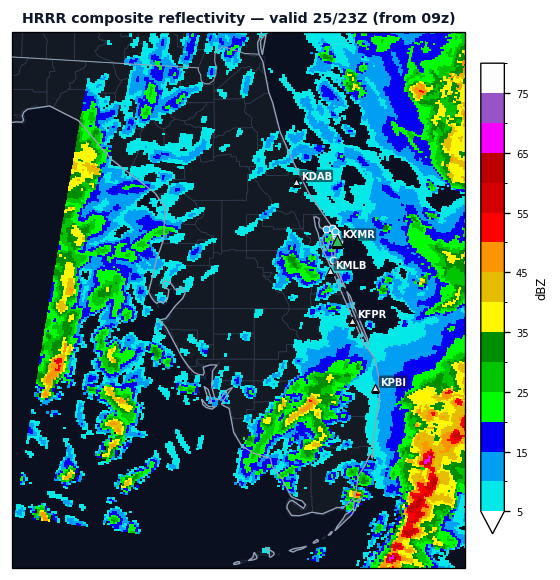 HRRR composite reflectivity — valid 25/23Z (from 09z)
KDAB
KXMR
KMLB
KFPR
KPBI
75
65
55
45
35
25
15
5
dBZ